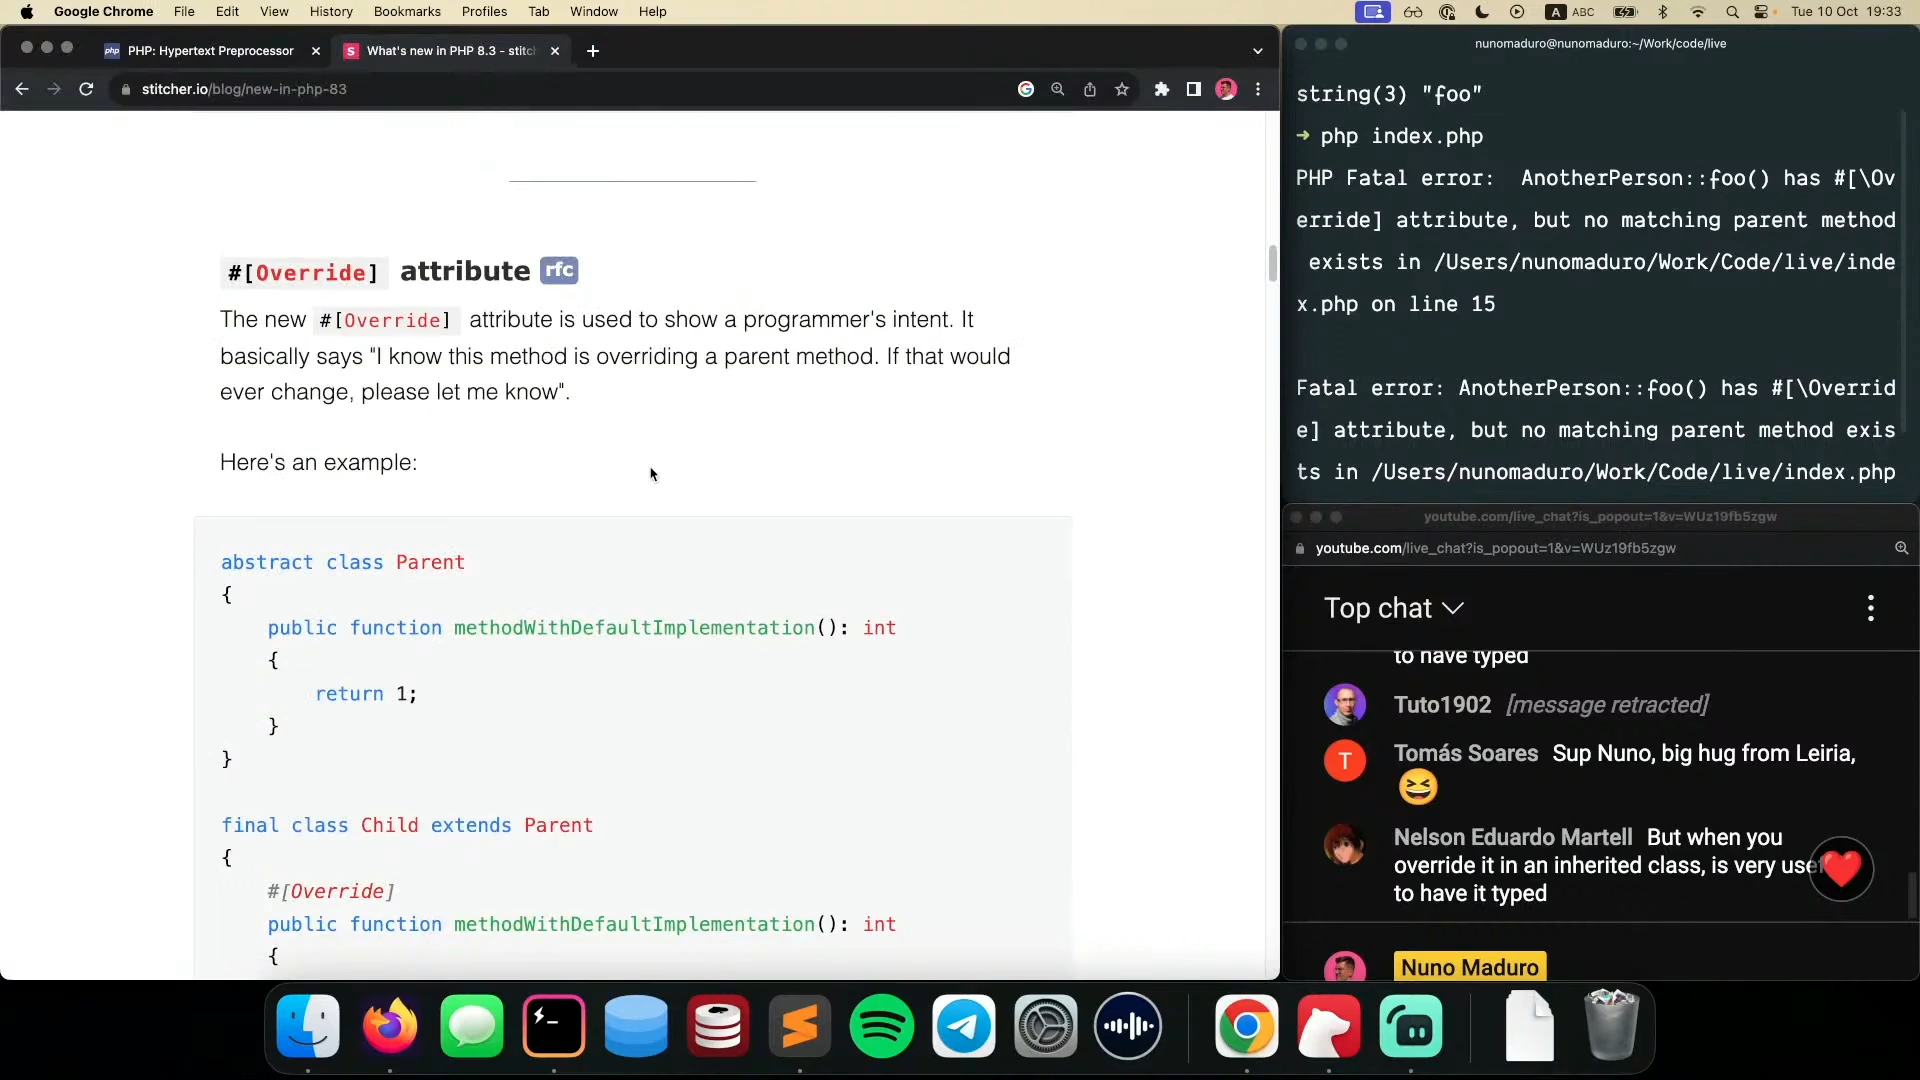 Google Chrome File Edit View History Bookmarks Profiles Tab Window Help
A ABC Tue 10 Oct 19:33
php PHP: Hypertext Preprocessor
S What's new in PHP 8.3 - stitc
stitcher.io/blog/new-in-php-83
#[Override] attribute rfc
The new #[Override] attribute is used to show a programmer's intent. It
basically says "I know this method is overriding a parent method. If that would
ever change, please let me know".
Here's an example:
abstract class Parent
{
public function methodWithDefaultImplementation(): int
{
return 1;
}
}
final class Child extends Parent
{
#[Override]
public function methodWithDefaultImplementation(): int
{
nunomaduro@nunomaduro:~/Work/code/live
string(3) "foo"
➜ php index.php
PHP Fatal error:  AnotherPerson::foo() has #[\Ov
erride] attribute, but no matching parent method
 exists in /Users/nunomaduro/Work/Code/live/inde
x.php on line 15
Fatal error: AnotherPerson::foo() has #[\Overrid
e] attribute, but no matching parent method exis
ts in /Users/nunomaduro/Work/Code/live/index.php
youtube.com/live_chat?is_popout=1&v=WUz19fb5zgw
youtube.com/live_chat?is_popout=1&v=WUz19fb5zgw
Top chat
to have typed
Tuto1902 [message retracted]
T Tomás Soares Sup Nuno, big hug from Leiria,
Nelson Eduardo Martell But when you
override it in an inherited class, is very use
to have it typed
Nuno Maduro